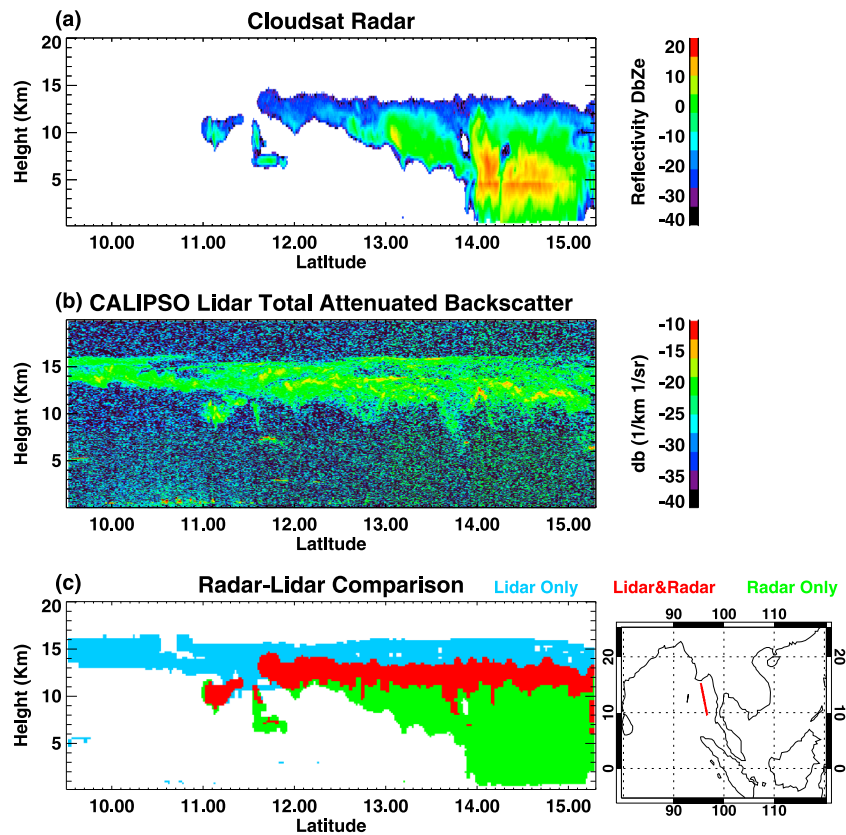 (a) Cloudsat Radar
20
15
10
5
Height (Km)
10.00 11.00 12.00 13.00 14.00 15.00
Latitude
20
10
0
-10
-20
-30
-40
Reflectivity DbZe
(b) CALIPSO Lidar Total Attenuated Backscatter
20
15
10
5
Height (Km)
10.00 11.00 12.00 13.00 14.00 15.00
Latitude
-10
-15
-20
-25
-30
-35
-40
db (1/km 1/sr)
(c) Radar-Lidar Comparison
Lidar Only Lidar&Radar Radar Only
20
15
10
5
Height (Km)
10.00 11.00 12.00 13.00 14.00 15.00
Latitude
90 100 110
20
10
0
20
10
0
90 100 110